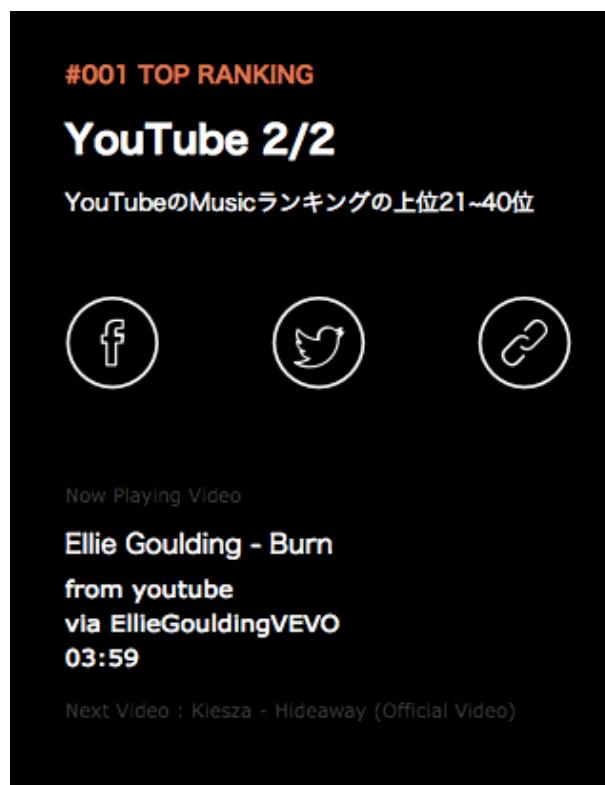 #001 TOP RANKING
YouTube 2/2
YouTubeのMusicランキングの上位21~40位
Now Playing Video
Ellie Goulding - Burn
from youtube
via EllieGouldingVEVO
03:59
Next Video : Kiesza - Hideaway (Official Video)